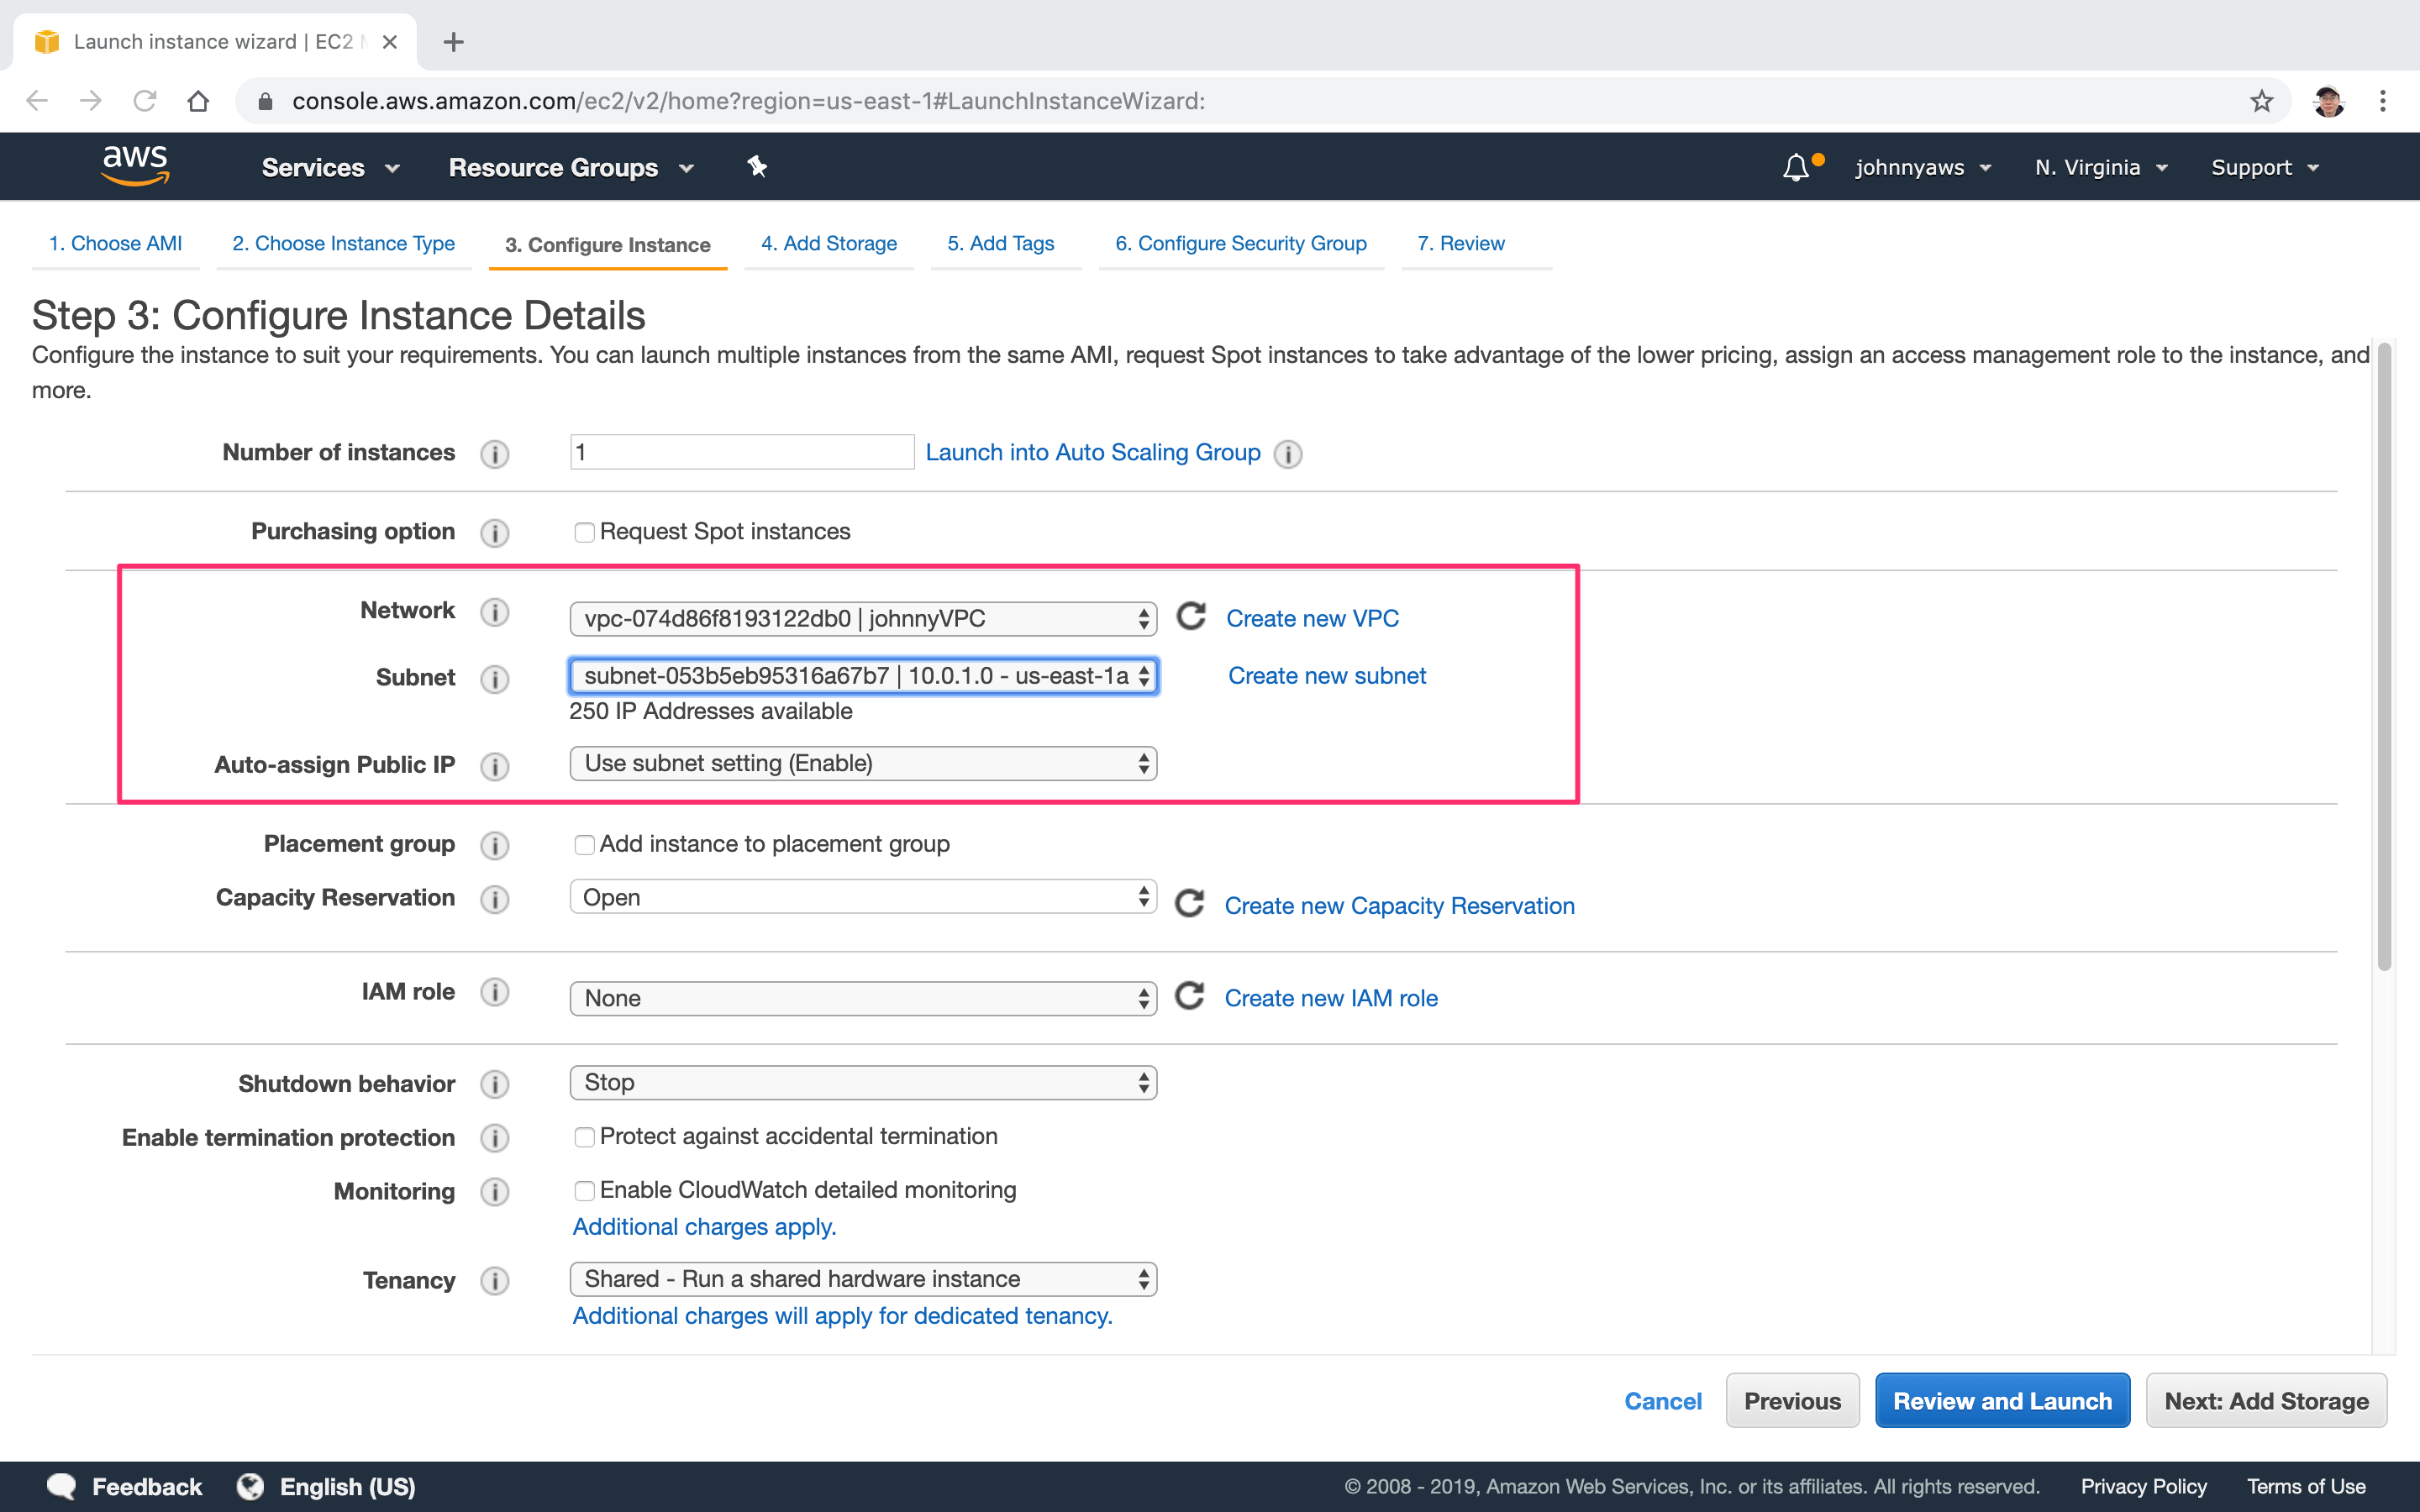 Launch instance wizard | EC2
console.aws.amazon.com/ec2/v2/home?region=us-east-1#LaunchInstanceWizard:
aws Services Resource Groups johnnyaws N. Virginia Support
1. Choose AMI 2. Choose Instance Type 3. Configure Instance 4. Add Storage 5. Add Tags 6. Configure Security Group 7. Review
Step 3: Configure Instance Details
Configure the instance to suit your requirements. You can launch multiple instances from the same AMI, request Spot instances to take advantage of the lower pricing, assign an access management role to the instance, and
more.
Number of instances i 1 Launch into Auto Scaling Group i
Purchasing option i Request Spot instances
Network i vpc-074d86f8193122db0 | johnnyVPC Create new VPC
Subnet i subnet-053b5eb95316a67b7 | 10.0.1.0 - us-east-1a Create new subnet
250 IP Addresses available
Auto-assign Public IP i Use subnet setting (Enable)
Placement group i Add instance to placement group
Capacity Reservation i Open Create new Capacity Reservation
IAM role i None Create new IAM role
Shutdown behavior i Stop
Enable termination protection i Protect against accidental termination
Monitoring i Enable CloudWatch detailed monitoring
Additional charges apply.
Tenancy i Shared - Run a shared hardware instance
Additional charges will apply for dedicated tenancy.
Cancel Previous Review and Launch Next: Add Storage
Feedback English (US) © 2008 - 2019, Amazon Web Services, Inc. or its affiliates. All rights reserved. Privacy Policy Terms of Use